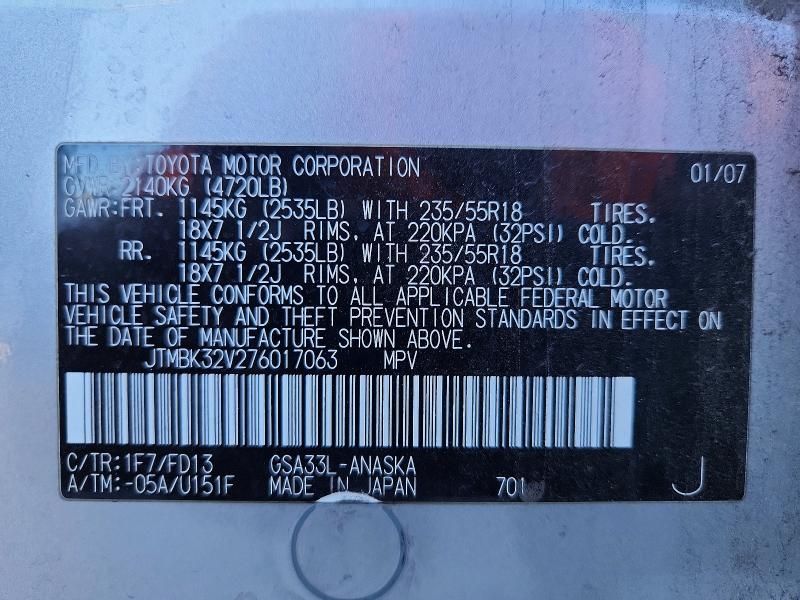 MFD. BY: TOYOTA MOTOR CORPORATION 01/07
GVWR: 2140KG (4720LB)
GAWR: FRT. 1145KG (2535LB) WITH 235/55R18 TIRES.
18X7 1/2J RIMS, AT 220KPA (32PSI) COLD.
RR. 1145KG (2535LB) WITH 235/55R18 TIRES.
18X7 1/2J RIMS, AT 220KPA (32PSI) COLD.
THIS VEHICLE CONFORMS TO ALL APPLICABLE FEDERAL MOTOR
VEHICLE SAFETY AND THEFT PREVENTION STANDARDS IN EFFECT ON
THE DATE OF MANUFACTURE SHOWN ABOVE.
JTMBK32V276017063 MPV
C/TR: 1F7/FD13 GSA33L-ANASKA
A/TM: -05A/U151F MADE IN JAPAN 701 J